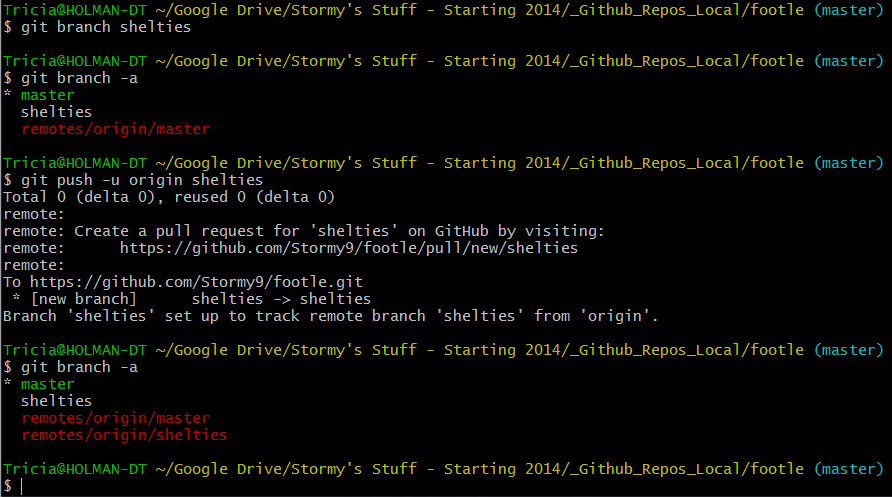 Tricia@HOLMAN-DT ~/Google Drive/Stormy's Stuff - Starting 2014/_Github_Repos_Local/footle (master)
$ git branch shelties
Tricia@HOLMAN-DT ~/Google Drive/Stormy's Stuff - Starting 2014/_Github_Repos_Local/footle (master)
$ git branch -a
* master
  shelties
  remotes/origin/master
Tricia@HOLMAN-DT ~/Google Drive/Stormy's Stuff - Starting 2014/_Github_Repos_Local/footle (master)
$ git push -u origin shelties
Total 0 (delta 0), reused 0 (delta 0)
remote:
remote: Create a pull request for 'shelties' on GitHub by visiting:
remote:      https://github.com/Stormy9/footle/pull/new/shelties
remote:
To https://github.com/Stormy9/footle.git
 * [new branch]      shelties -> shelties
Branch 'shelties' set up to track remote branch 'shelties' from 'origin'.
Tricia@HOLMAN-DT ~/Google Drive/Stormy's Stuff - Starting 2014/_Github_Repos_Local/footle (master)
$ git branch -a
* master
  shelties
  remotes/origin/master
  remotes/origin/shelties
Tricia@HOLMAN-DT ~/Google Drive/Stormy's Stuff - Starting 2014/_Github_Repos_Local/footle (master)
$